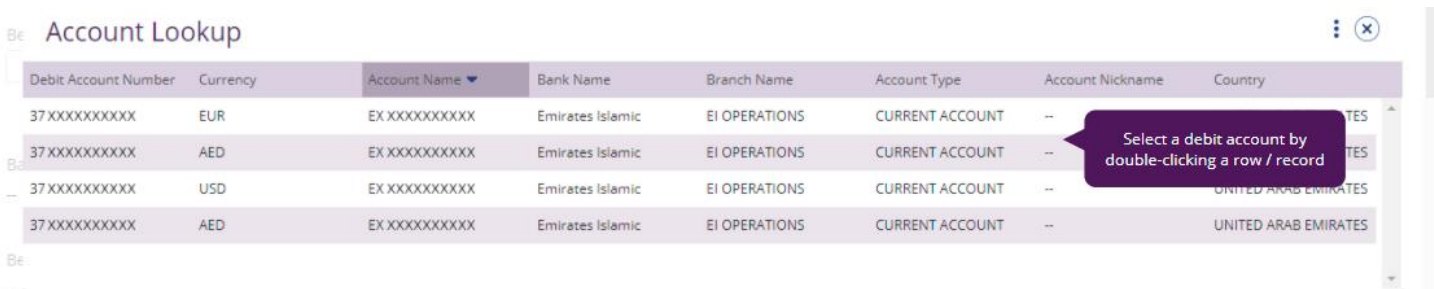 Account Lookup
Debit Account Number Currency Account Name Bank Name Branch Name Account Type Account Nickname Country
37 XXXXXXXXXX EUR EX XXXXXXXXXX Emirates Islamic EI OPERATIONS CURRENT ACCOUNT --
37 XXXXXXXXXX AED EX XXXXXXXXXX Emirates Islamic EI OPERATIONS CURRENT ACCOUNT --
Select a debit account by
double-clicking a row / record
37 XXXXXXXXXX USD EX XXXXXXXXXX Emirates Islamic EI OPERATIONS CURRENT ACCOUNT -- UNITED ARAB EMIRATES
37 XXXXXXXXXX AED EX XXXXXXXXXX Emirates Islamic EI OPERATIONS CURRENT ACCOUNT -- UNITED ARAB EMIRATES